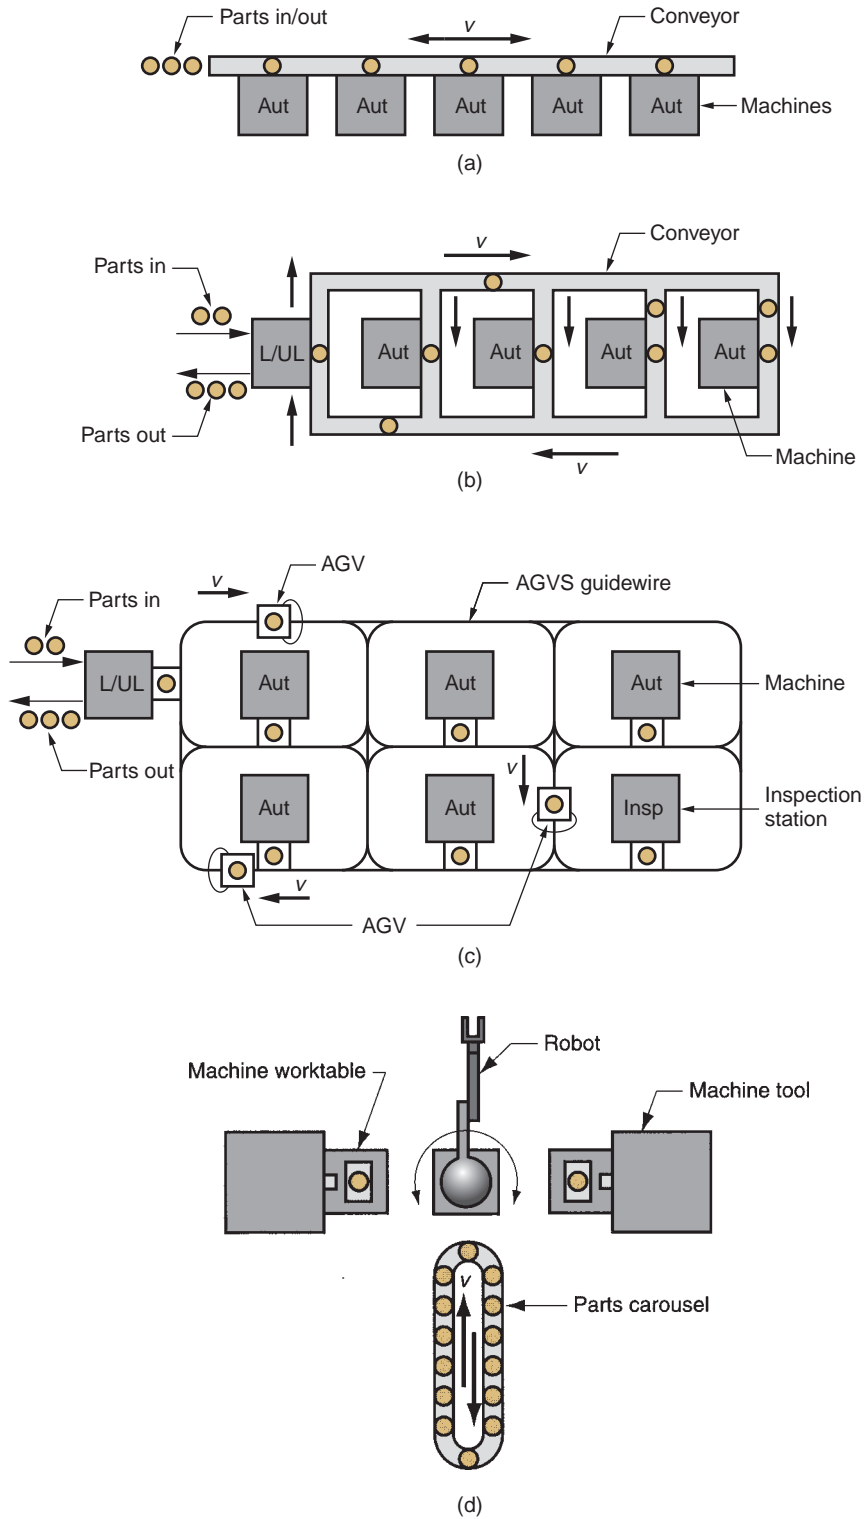 Parts in/out
v
Conveyor
Aut
Aut
Aut
Aut
Aut
Machines
(a)
v
Conveyor
Parts in
L/UL
Aut
Aut
Aut
Aut
Parts out
Machine
v
(b)
AGV
v
AGVS guidewire
Parts in
L/UL
Aut
Aut
Aut
Machine
Parts out
v
Aut
Aut
Insp
Inspection
station
v
AGV
(c)
Robot
Machine worktable
Machine tool
v
Parts carousel
(d)